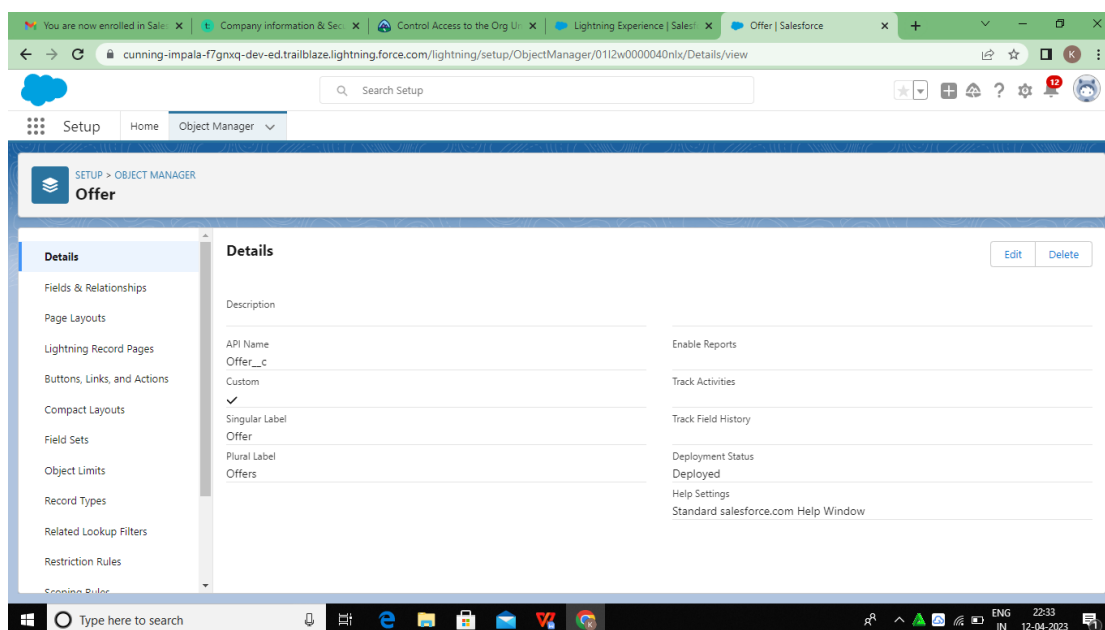 You are now enrolled in Sale
Company information & Sec
Control Access to the Org U
Lightning Experience | Salesf
Offer | Salesforce
cunning-impala-f7gnxq-dev-ed.trailblaze.lightning.force.com/lightning/setup/ObjectManager/01I2w0000040nlx/Details/view
K
Search Setup
12
Setup
Home
Object Manager
SETUP > OBJECT MANAGER
Offer
Details
Fields & Relationships
Page Layouts
Lightning Record Pages
Buttons, Links, and Actions
Compact Layouts
Field Sets
Object Limits
Record Types
Related Lookup Filters
Restriction Rules
Scoping Rules
Details
Edit
Delete
Description
API Name
Offer__c
Custom
Singular Label
Offer
Plural Label
Offers
Enable Reports
Track Activities
Track Field History
Deployment Status
Deployed
Help Settings
Standard salesforce.com Help Window
Type here to search
ENG
IN
22:33
12-04-2023